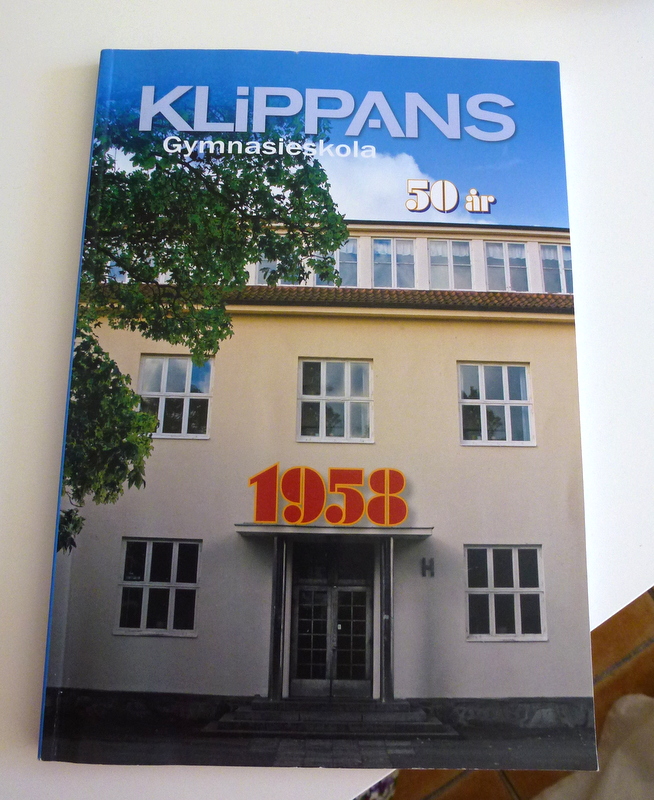 KLiPPANS
Gymnasieskola
50 år
1958
H